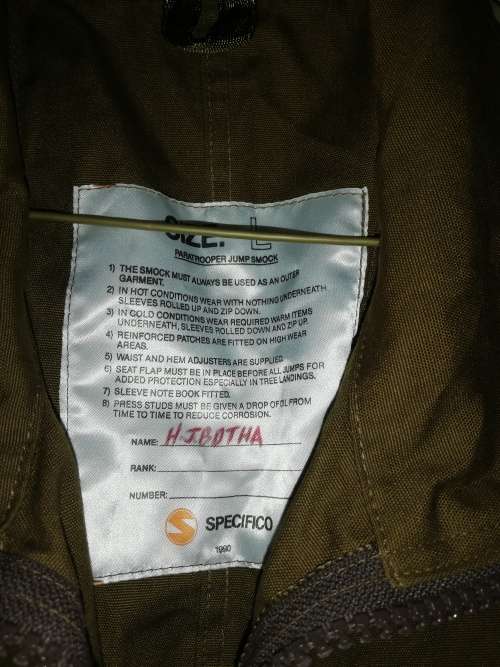 SIZE: L
PARATROOPER JUMP SMOCK
1) THE SMOCK MUST ALWAYS BE USED AS AN OUTER
GARMENT.
2) IN HOT CONDITIONS WEAR WITH NOTHING UNDERNEATH
SLEEVES ROLLED UP AND ZIP DOWN.
3) IN COLD CONDITIONS WEAR REQUIRED WARM ITEMS
UNDERNEATH, SLEEVES ROLLED DOWN AND ZIP UP.
4) REINFORCED PATCHES ARE FITTED ON HIGH WEAR
AREAS.
5) WAIST AND HEM ADJUSTERS ARE SUPPLIED.
6) SEAT FLAP MUST BE IN PLACE BEFORE ALL JUMPS FOR
ADDED PROTECTION ESPECIALLY IN TREE LANDINGS.
7) SLEEVE NOTE BOOK FITTED.
8) PRESS STUDS MUST BE GIVEN A DROP OF OIL FROM
TIME TO TIME TO REDUCE CORROSION.
NAME: H·J·BOTHA
RANK:
NUMBER:
S SPECIFICO
1990